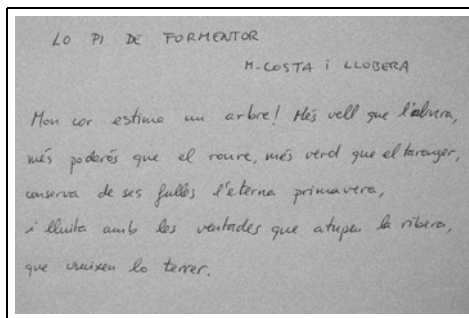 LO PI DE FORMENTOR
M. COSTA i LLOBERA
Mon cor estima un arbre! Més vell que l'olivera,
més poderós que el roure, més verd que el taronger,
conserva de ses fulles l'eterna primavera,
i lluita amb les ventades que atupen la ribera,
que cruixen lo terrer.